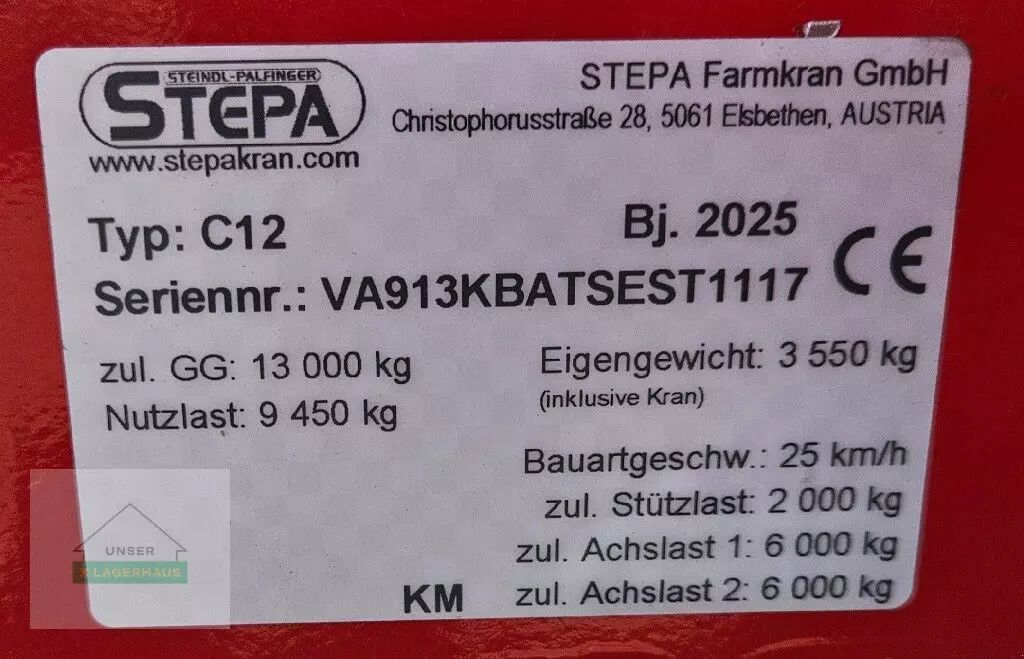 STEINDL-PALFINGER
STEPA
www.stepakran.com
STEPA Farmkran GmbH
Christophorusstraße 28, 5061 Elsbethen, AUSTRIA
Typ: C12
Bj. 2025
Seriennr.: VA913KBATSEST1117
CE
zul. GG: 13 000 kg
Eigengewicht: 3 550 kg
(inklusive Kran)
Nutzlast: 9 450 kg
Bauartgeschw.: 25 km/h
zul. Stützlast: 2 000 kg
zul. Achslast 1: 6 000 kg
zul. Achslast 2: 6 000 kg
KM
UNSER
LAGERHAUS